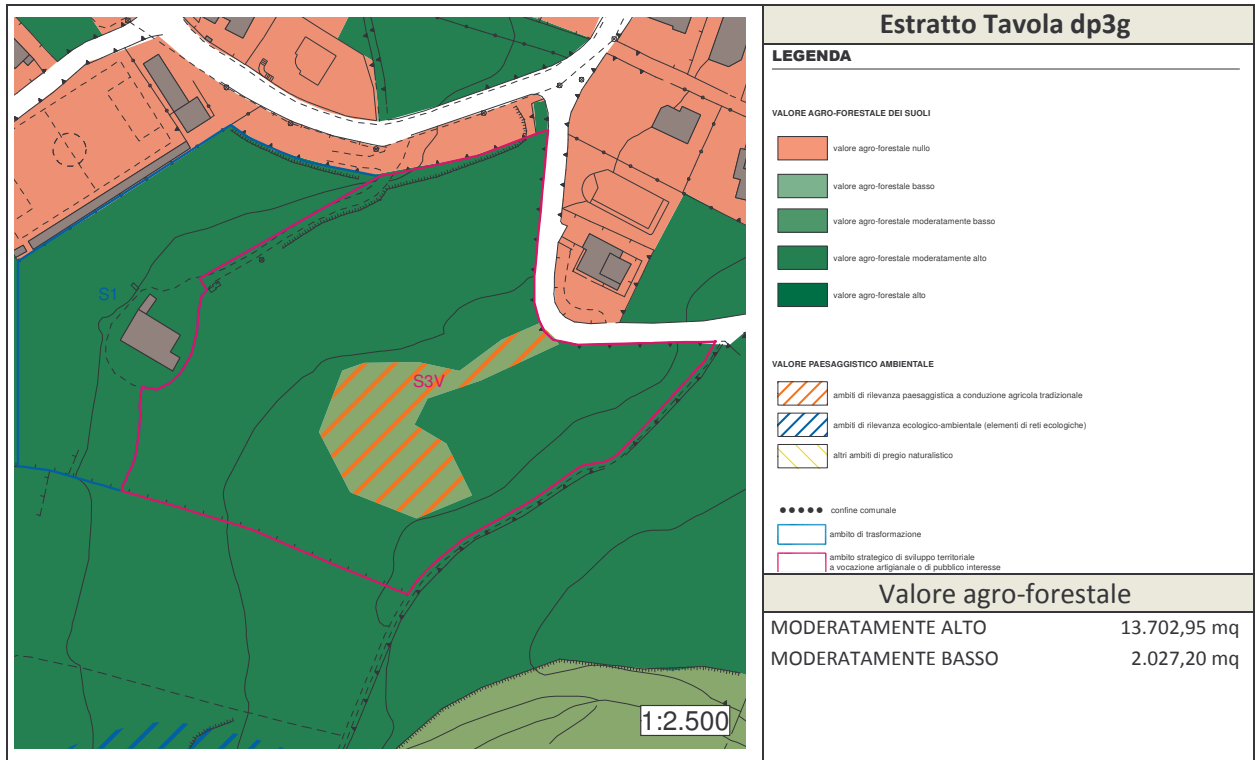 S1
S3V
1:2.500
Estratto Tavola dp3g
LEGENDA
VALORE AGRO-FORESTALE DEI SUOLI
valore agro-forestale nullo
valore agro-forestale basso
valore agro-forestale moderatamente basso
valore agro-forestale moderatamente alto
valore agro-forestale alto
VALORE PAESAGGISTICO AMBIENTALE
ambiti di rilevanza paesaggistica a conduzione agricola tradizionale
ambiti di rilevanza ecologico-ambientale (elementi di reti ecologiche)
altri ambiti di pregio naturalistico
confine comunale
ambito di trasformazione
ambito strategico di sviluppo territoriale
a vocazione artigianale o di pubblico interesse
Valore agro-forestale
MODERATAMENTE ALTO 13.702,95 mq
MODERATAMENTE BASSO 2.027,20 mq